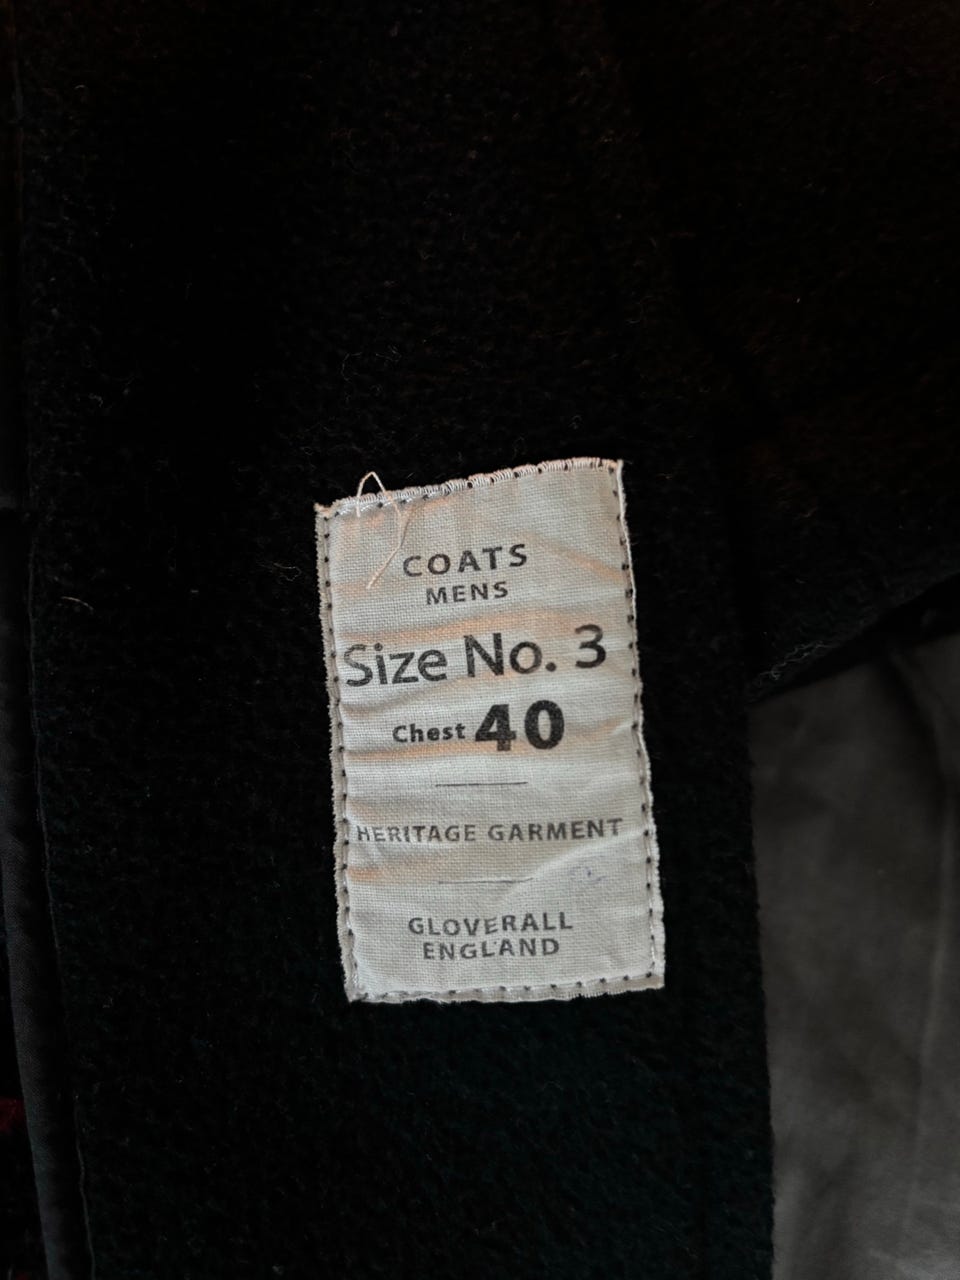 COATS
MENS
Size No. 3
Chest 40
HERITAGE GARMENT
GLOVERALL
ENGLAND